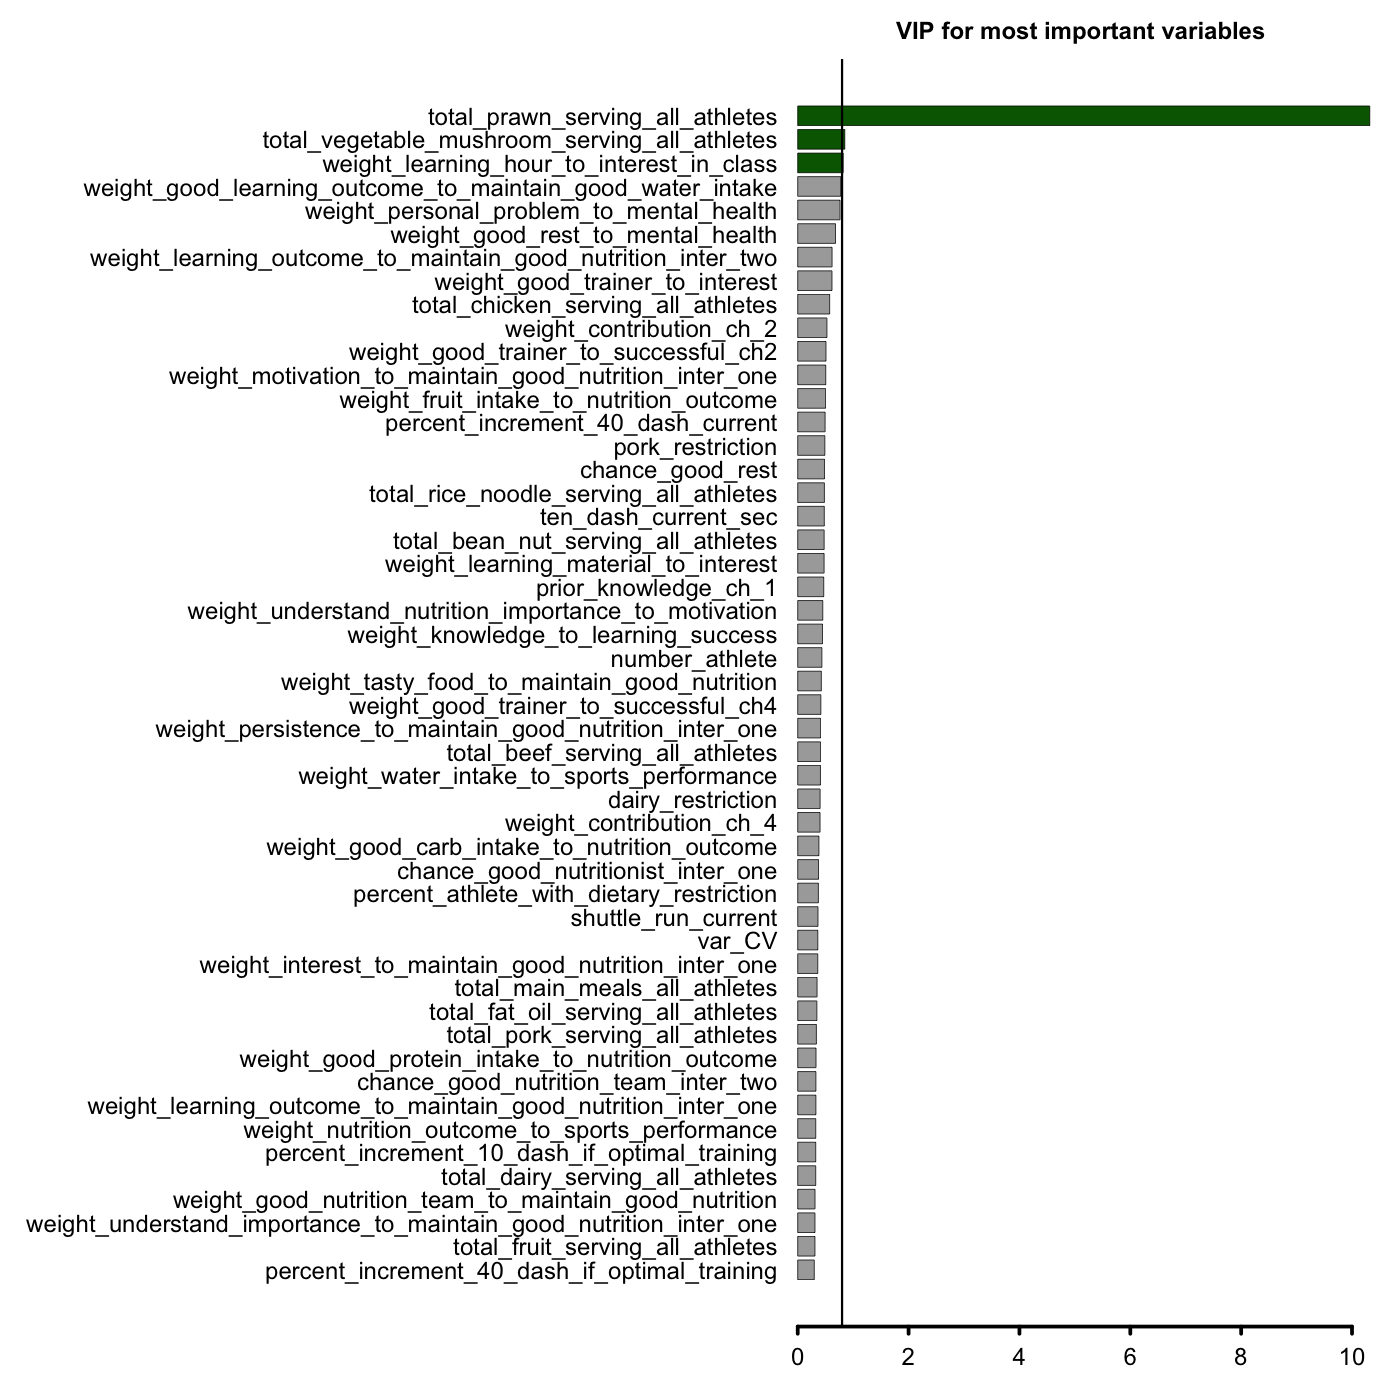 VIP for most important variables
total_prawn_serving_all_athletes
total_vegetable_mushroom_serving_all_athletes
weight_learning_hour_to_interest_in_class
weight_good_learning_outcome_to_maintain_good_water_intake
weight_personal_problem_to_mental_health
weight_good_rest_to_mental_health
weight_learning_outcome_to_maintain_good_nutrition_inter_two
weight_good_trainer_to_interest
total_chicken_serving_all_athletes
weight_contribution_ch_2
weight_good_trainer_to_successful_ch2
weight_motivation_to_maintain_good_nutrition_inter_one
weight_fruit_intake_to_nutrition_outcome
percent_increment_40_dash_current
pork_restriction
chance_good_rest
total_rice_noodle_serving_all_athletes
ten_dash_current_sec
total_bean_nut_serving_all_athletes
weight_learning_material_to_interest
prior_knowledge_ch_1
weight_understand_nutrition_importance_to_motivation
weight_knowledge_to_learning_success
number_athlete
weight_tasty_food_to_maintain_good_nutrition
weight_good_trainer_to_successful_ch4
weight_persistence_to_maintain_good_nutrition_inter_one
total_beef_serving_all_athletes
weight_water_intake_to_sports_performance
dairy_restriction
weight_contribution_ch_4
weight_good_carb_intake_to_nutrition_outcome
chance_good_nutritionist_inter_one
percent_athlete_with_dietary_restriction
shuttle_run_current
var_CV
weight_interest_to_maintain_good_nutrition_inter_one
total_main_meals_all_athletes
total_fat_oil_serving_all_athletes
total_pork_serving_all_athletes
weight_good_protein_intake_to_nutrition_outcome
chance_good_nutrition_team_inter_two
weight_learning_outcome_to_maintain_good_nutrition_inter_one
weight_nutrition_outcome_to_sports_performance
percent_increment_10_dash_if_optimal_training
total_dairy_serving_all_athletes
weight_good_nutrition_team_to_maintain_good_nutrition
weight_understand_importance_to_maintain_good_nutrition_inter_one
total_fruit_serving_all_athletes
percent_increment_40_dash_if_optimal_training
0 2 4 6 8 10